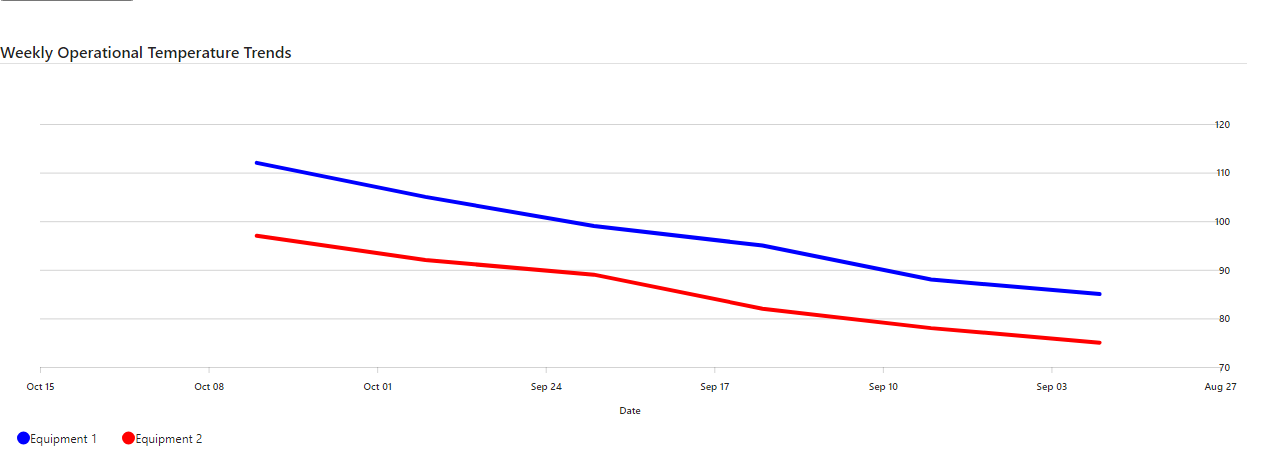 Weekly Operational Temperature Trends
120
110
100
90
80
70
Oct 15 Oct 08 Oct 01 Sep 24 Sep 17 Sep 10 Sep 03 Aug 27
Date
Equipment 1 Equipment 2